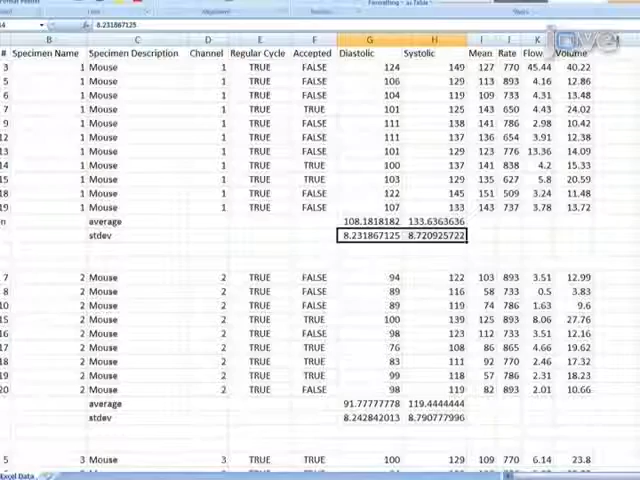 Formatting as Table
8.231867125
B C D E F G H I J K L
# Specimen Name Specimen Description Channel Regular Cycle Accepted Diastolic Systolic Mean Rate Flow Volume
3 1 Mouse 1 TRUE FALSE 124 149 127 770 45.44 40.22
5 1 Mouse 1 TRUE FALSE 106 129 113 893 4.16 12.86
6 1 Mouse 1 TRUE FALSE 104 119 109 733 4.31 13.48
7 1 Mouse 1 TRUE TRUE 101 125 143 650 4.43 24.02
9 1 Mouse 1 TRUE FALSE 111 138 141 786 2.98 10.42
12 1 Mouse 1 TRUE FALSE 111 137 136 654 3.91 12.38
13 1 Mouse 1 TRUE FALSE 101 129 123 776 13.36 14.09
14 1 Mouse 1 TRUE TRUE 100 137 141 838 4.2 15.33
15 1 Mouse 1 TRUE TRUE 103 129 135 627 5.8 20.59
18 1 Mouse 1 TRUE FALSE 122 145 151 509 3.24 11.48
19 1 Mouse 1 TRUE FALSE 107 133 143 737 3.78 13.72
average 108.1818182 133.6363636
stdev 8.231867125 8.720925722
7 2 Mouse 2 TRUE FALSE 94 122 103 893 3.51 12.99
8 2 Mouse 2 TRUE FALSE 89 116 58 733 0.5 3.83
10 2 Mouse 2 TRUE FALSE 89 119 74 786 1.63 9.6
15 2 Mouse 2 TRUE TRUE 100 139 125 893 8.06 27.76
16 2 Mouse 2 TRUE FALSE 98 123 112 733 3.51 12.16
17 2 Mouse 2 TRUE TRUE 76 108 86 865 4.66 19.62
18 2 Mouse 2 TRUE TRUE 83 111 92 770 2.46 17.32
19 2 Mouse 2 TRUE TRUE 99 118 57 786 2.31 18.23
20 2 Mouse 2 TRUE FALSE 98 119 82 893 2.01 10.66
average 91.77777778 119.4444444
stdev 8.242842013 8.790777996
5 3 Mouse 3 TRUE TRUE 100 129 109 770 6.14 23.8
Excel Data
jove